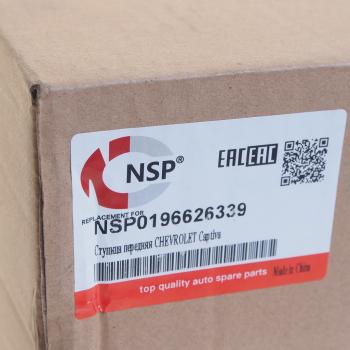 NSP®
EAC EAC
REPLACEMENT FOR
NSP0196626339
Ступица передняя CHEVROLET Captiva
Made in China
top quality auto spare parts